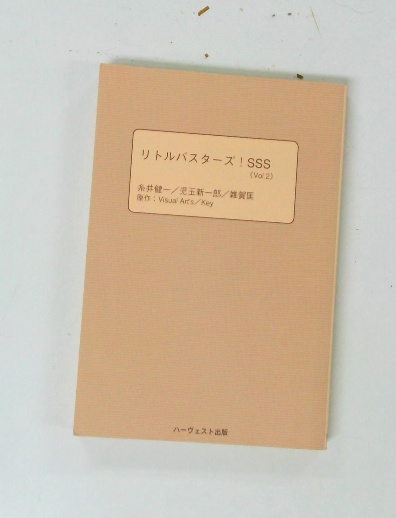 リトルバスターズ！SSS
（Vol.2）
糸井健一／児玉新一郎／雑賀匡
原作：Visual Art's／Key
ハーヴェスト出版